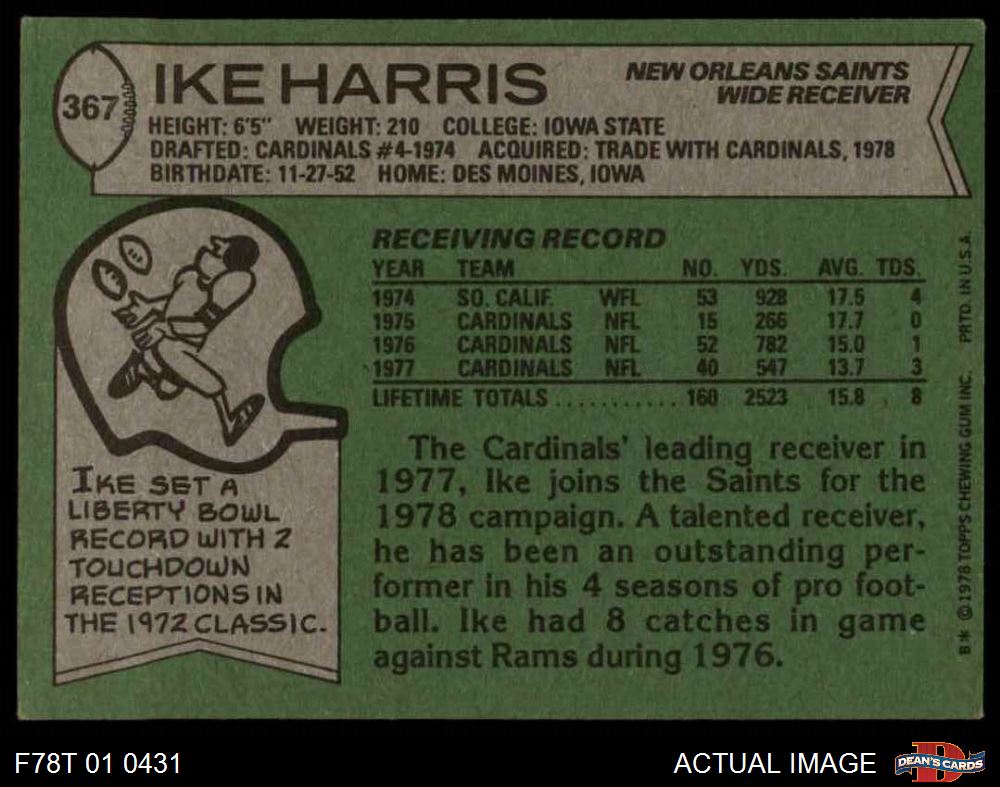 367
IKE HARRIS
NEW ORLEANS SAINTS
WIDE RECEIVER
HEIGHT: 6'5" WEIGHT: 210 COLLEGE: IOWA STATE
DRAFTED: CARDINALS #4-1974 ACQUIRED: TRADE WITH CARDINALS, 1978
BIRTHDATE: 11-27-52 HOME: DES MOINES, IOWA
RECEIVING RECORD
YEAR TEAM NO. YDS. AVG. TDS.
1974 SO. CALIF. WFL 53 928 17.5 4
1975 CARDINALS NFL 15 266 17.7 0
1976 CARDINALS NFL 52 782 15.0 1
1977 CARDINALS NFL 40 547 13.7 3
LIFETIME TOTALS ............ 160 2523 15.8 8
IKE SET A
LIBERTY BOWL
RECORD WITH 2
TOUCHDOWN
RECEPTIONS IN
THE 1972 CLASSIC.
The Cardinals' leading receiver in
1977, Ike joins the Saints for the
1978 campaign. A talented receiver,
he has been an outstanding per-
former in his 4 seasons of pro foot-
ball. Ike had 8 catches in game
against Rams during 1976.
B* © 1978 TOPPS CHEWING GUM INC. PRTD. IN U.S.A.
F78T 01 0431
ACTUAL IMAGE
D
DEAN'S CARDS